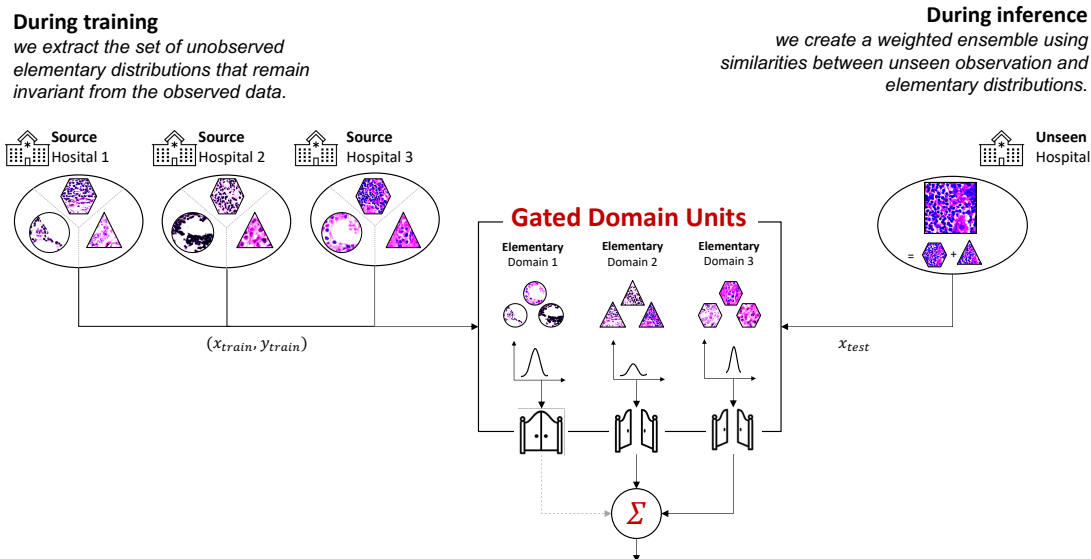 During training
we extract the set of unobserved
elementary distributions that remain
invariant from the observed data.
During inference
we create a weighted ensemble using
similarities between unseen observation and
elementary distributions.
Source
Hosital 1
Source
Hospital 2
Source
Hospital 3
Unseen
Hospital
Gated Domain Units
Elementary
Domain 1
Elementary
Domain 2
Elementary
Domain 3
= +
(x_train, y_train)
x_test
Σ